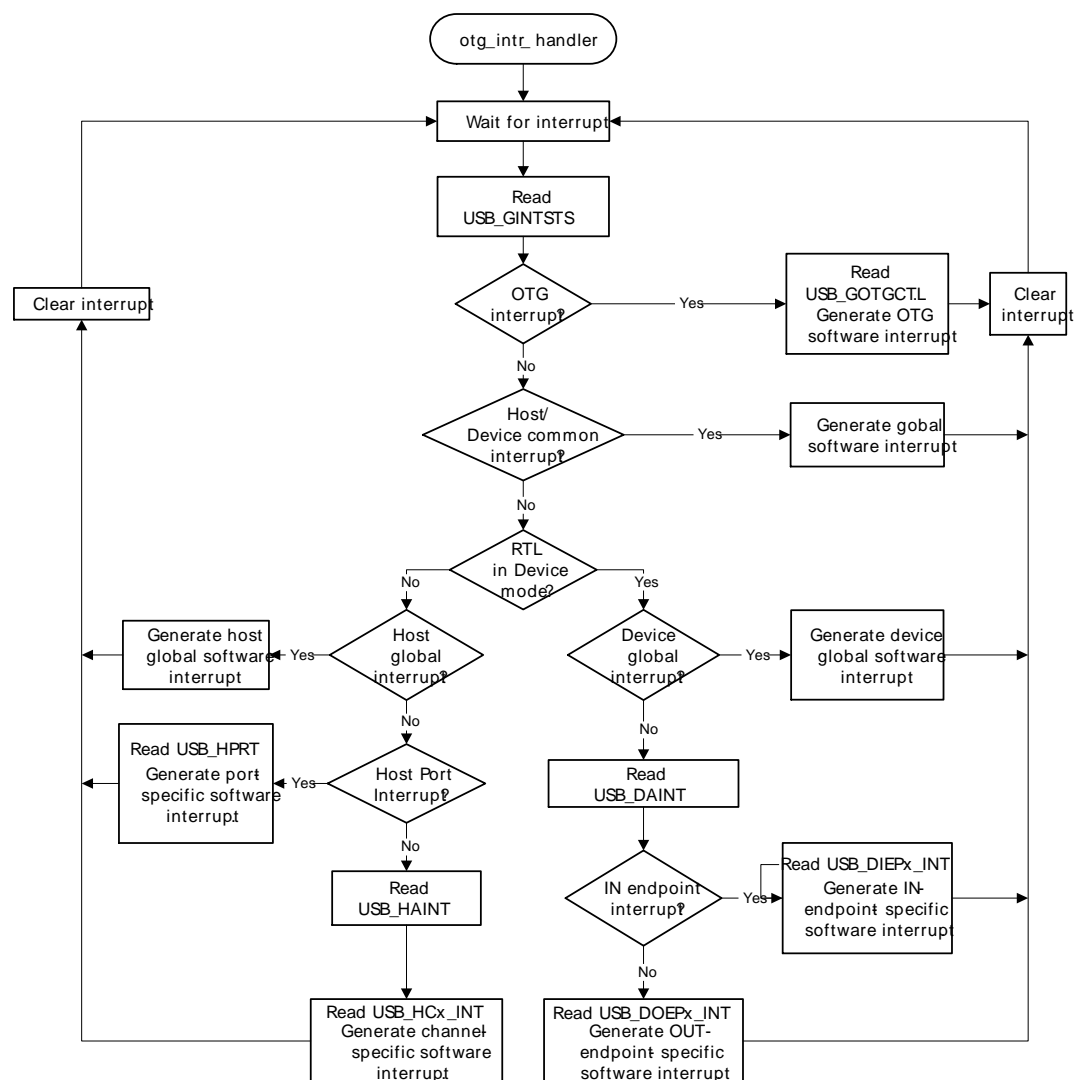 otg_intr_ handler
Wait for interrupt
Read
USB_GINTSTS
OTG
interrupt?
Yes
Read
USB_GOTGCTL.
Generate OTG
software interrupt
Clear
interrupt
Clear interrupt
No
Host/
Device common
interrupt?
Yes
Generate gobal
software interrupt
No
RTL
in Device
mode?
No
Yes
Generate host
global software
interrupt
Yes
Host
global
interrupt?
Device
global
interrupt?
Yes
Generate device
global software
interrupt
No
No
Read USB_HPRT
Generate port-
specific software
interrupt.
Yes
Host Port
Interrupt?
Read
USB_DAINT
No
Read
USB_HAINT
IN endpoint
interrupt?
Yes
Read USB_DIEPx_INT
Generate IN-
endpoint- specific
software interrupt
No
Read USB_HCx_INT
Generate channel-
specific software
interrupt.
Read USB_DOEPx_INT
Generate OUT-
endpoint- specific
software interrupt